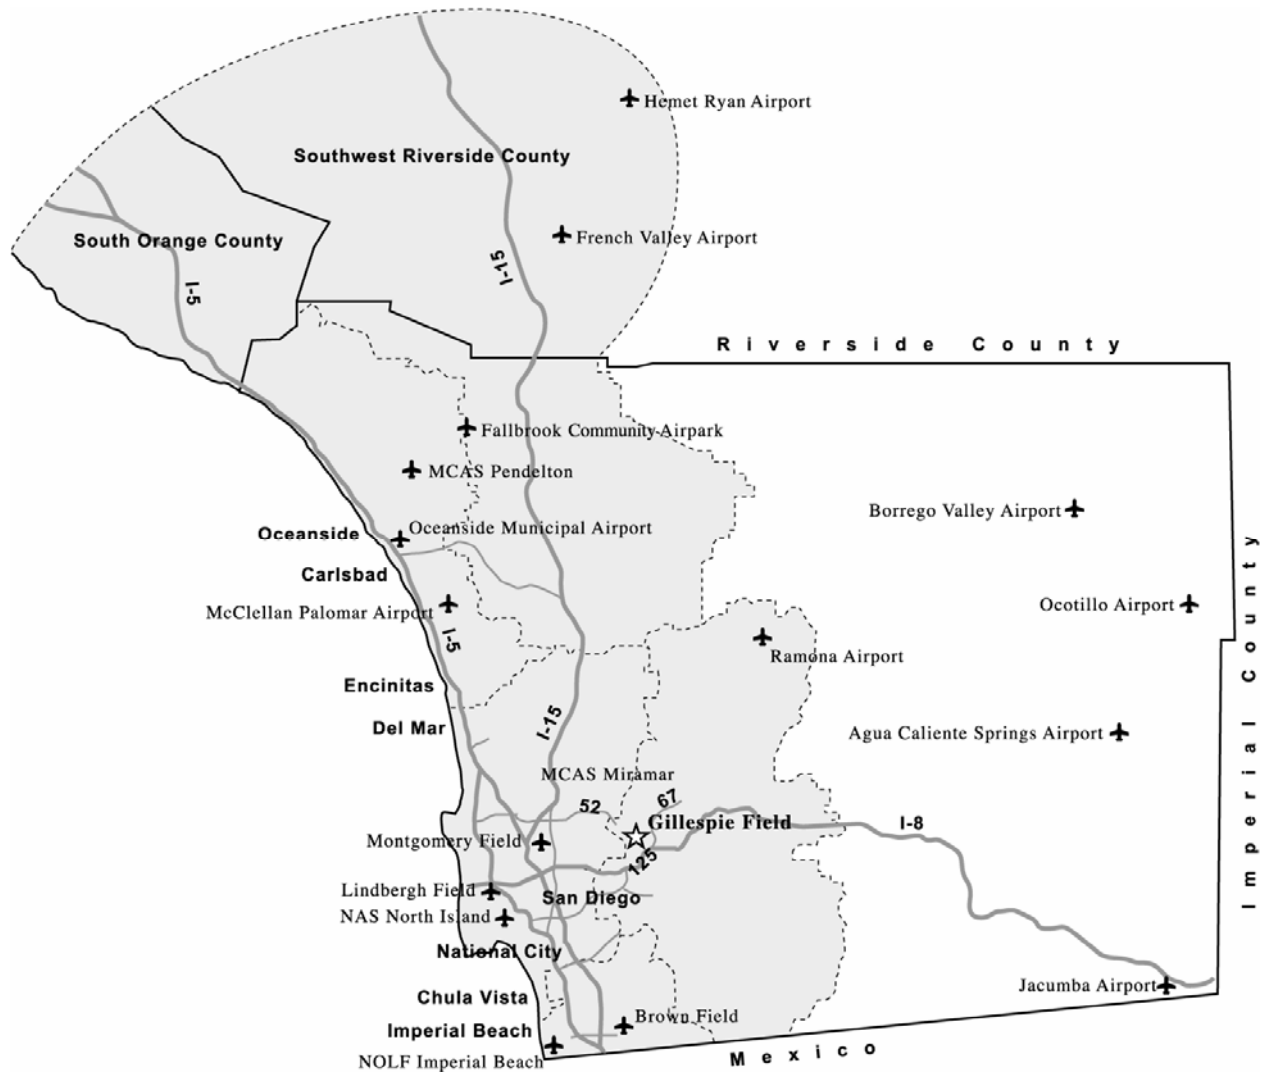 Hemet Ryan Airport
Southwest Riverside County
French Valley Airport
South Orange County
I-15
I-5
Riverside County
Fallbrook Community Airpark
MCAS Pendelton
Borrego Valley Airport
Oceanside Municipal Airport
Oceanside
Carlsbad
Imperial County
McClellan Palomar Airport
Ocotillo Airport
I-5
Ramona Airport
Encinitas
Del Mar
I-15
Agua Caliente Springs Airport
MCAS Miramar
52
67
Gillespie Field
I-8
Montgomery Field
125
Lindbergh Field
San Diego
NAS North Island
National City
Jacumba Airport
Chula Vista
Brown Field
Imperial Beach
Mexico
NOLF Imperial Beach